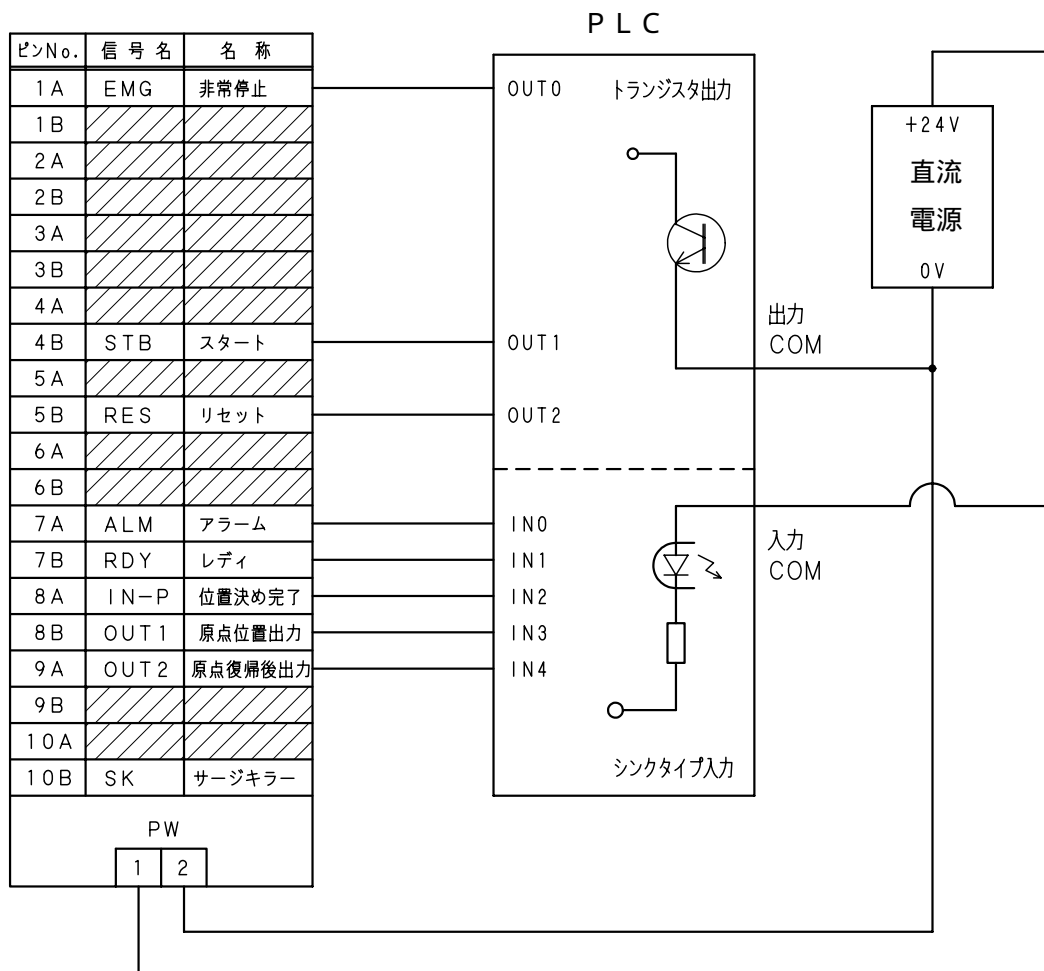 PLC
ピンNo. 信号名 名称
1A EMG 非常停止
1B
2A
2B
3A
3B
4A
4B STB スタート
5A
5B RES リセット
6A
6B
7A ALM アラーム
7B RDY レディ
8A IN-P 位置決め完了
8B OUT1 原点位置出力
9A OUT2 原点復帰後出力
9B
10A
10B SK サージキラー
PW
1 2
OUT0 トランジスタ出力
OUT1
OUT2
出力
COM
IN0
IN1
IN2
IN3
IN4
入力
COM
シンクタイプ入力
+24V
直流
電源
0V